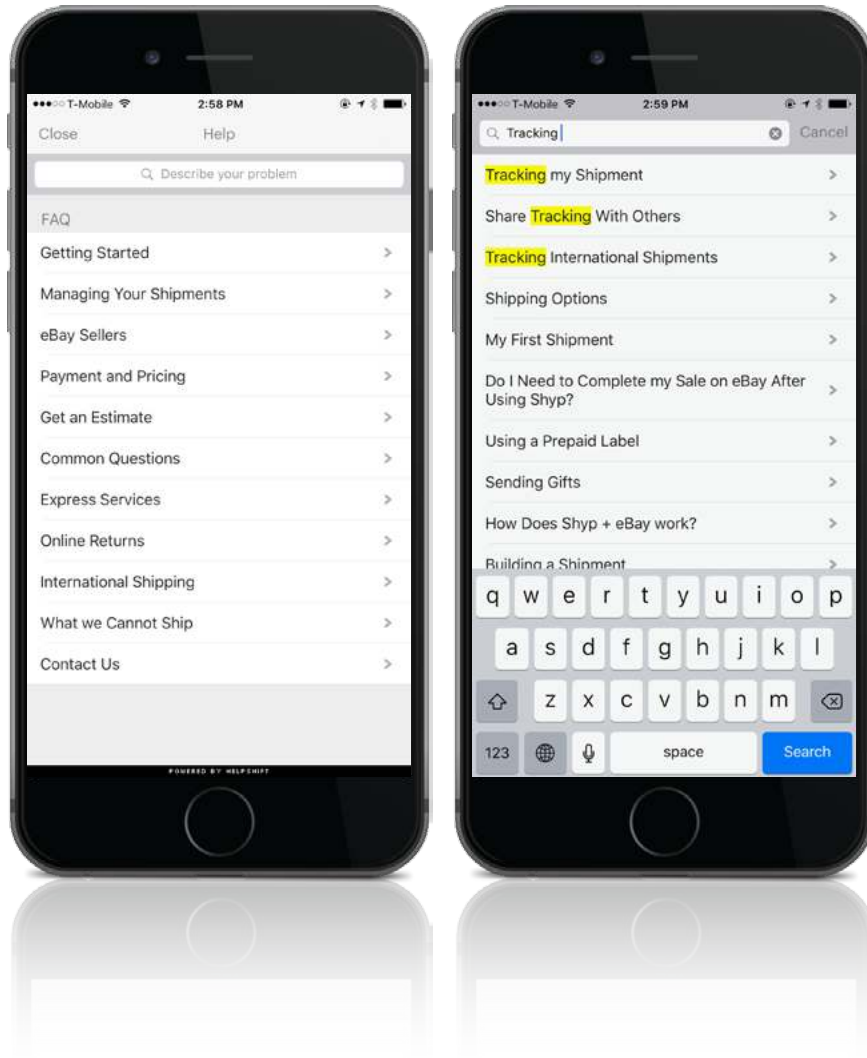 T-Mobile
2:58 PM
Close
Help
Describe your problem
FAQ
Getting Started
Managing Your Shipments
eBay Sellers
Payment and Pricing
Get an Estimate
Common Questions
Express Services
Online Returns
International Shipping
What we Cannot Ship
Contact Us
POWERED BY HELPSHIFT
T-Mobile
2:59 PM
Tracking
Cancel
Tracking my Shipment
Share Tracking With Others
Tracking International Shipments
Shipping Options
My First Shipment
Do I Need to Complete my Sale on eBay After
Using Shyp?
Using a Prepaid Label
Sending Gifts
How Does Shyp + eBay work?
Building a Shipment
q w e r t y u i o p
a s d f g h j k l
z x c v b n m
123 space Search